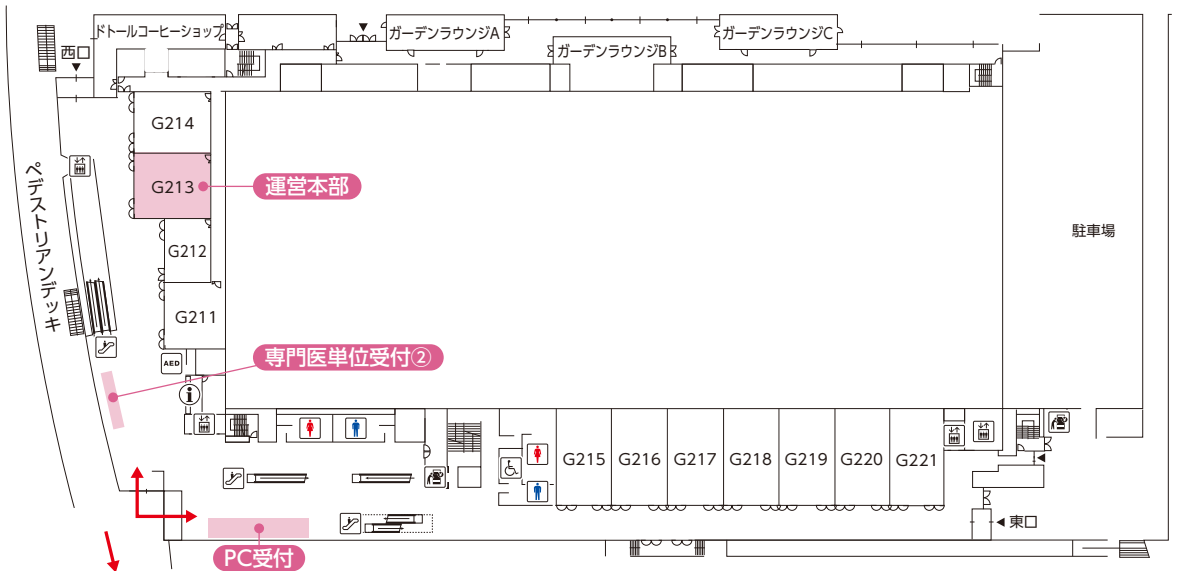 ドトールコーヒーショップ
ガーデンラウンジA
ガーデンラウンジB
ガーデンラウンジC
西口
G214
G213
運営本部
G212
G211
ペデストリアンデッキ
駐車場
AED
専門医単位受付②
i
G215
G216
G217
G218
G219
G220
G221
東口
PC受付